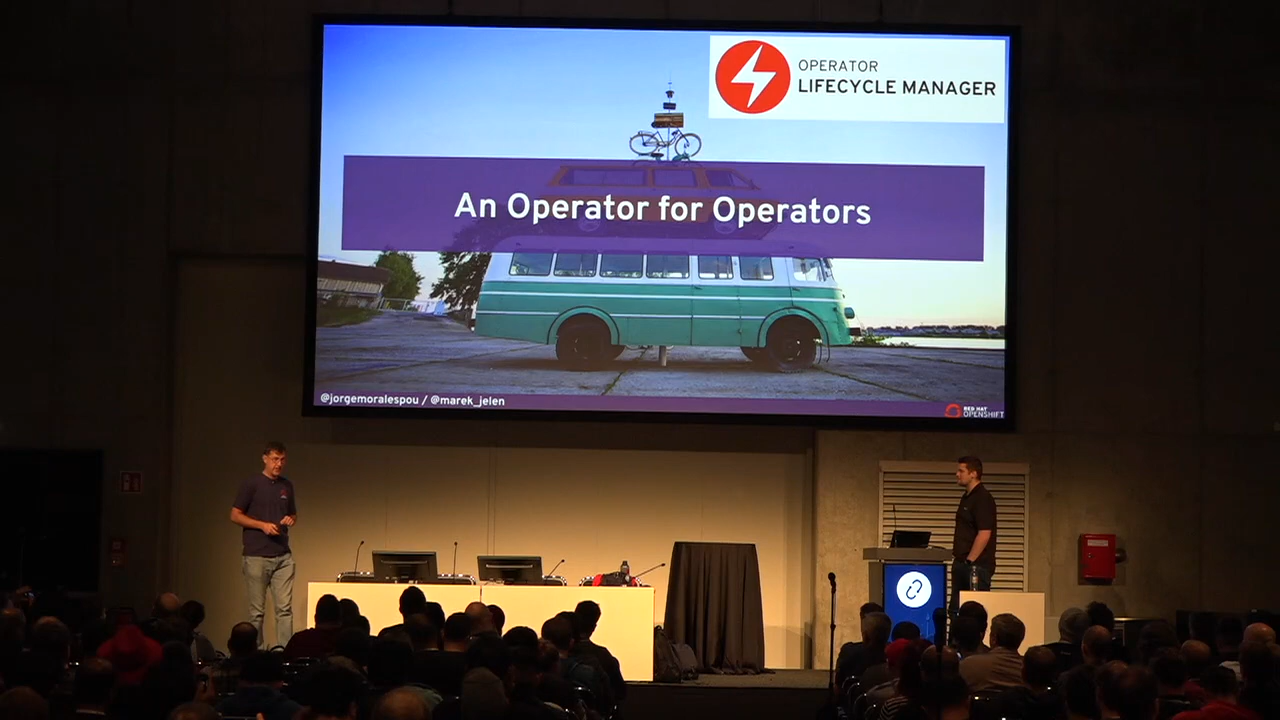 OPERATOR
LIFECYCLE MANAGER
An Operator for Operators
@jorgemoralespou / @marek_jelen
RED HAT
OPENSHIFT